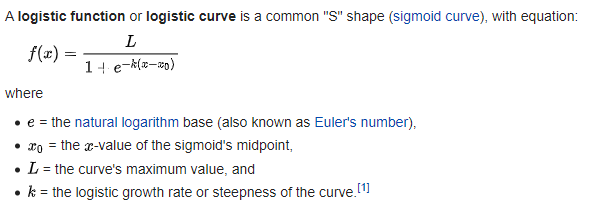 A logistic function or logistic curve is a common "S" shape (sigmoid curve), with equation:
f(x) = L / (1 + e^{-k(x-x₀)})
where
• e = the natural logarithm base (also known as Euler's number),
• x₀ = the x-value of the sigmoid's midpoint,
• L = the curve's maximum value, and
• k = the logistic growth rate or steepness of the curve.[1]